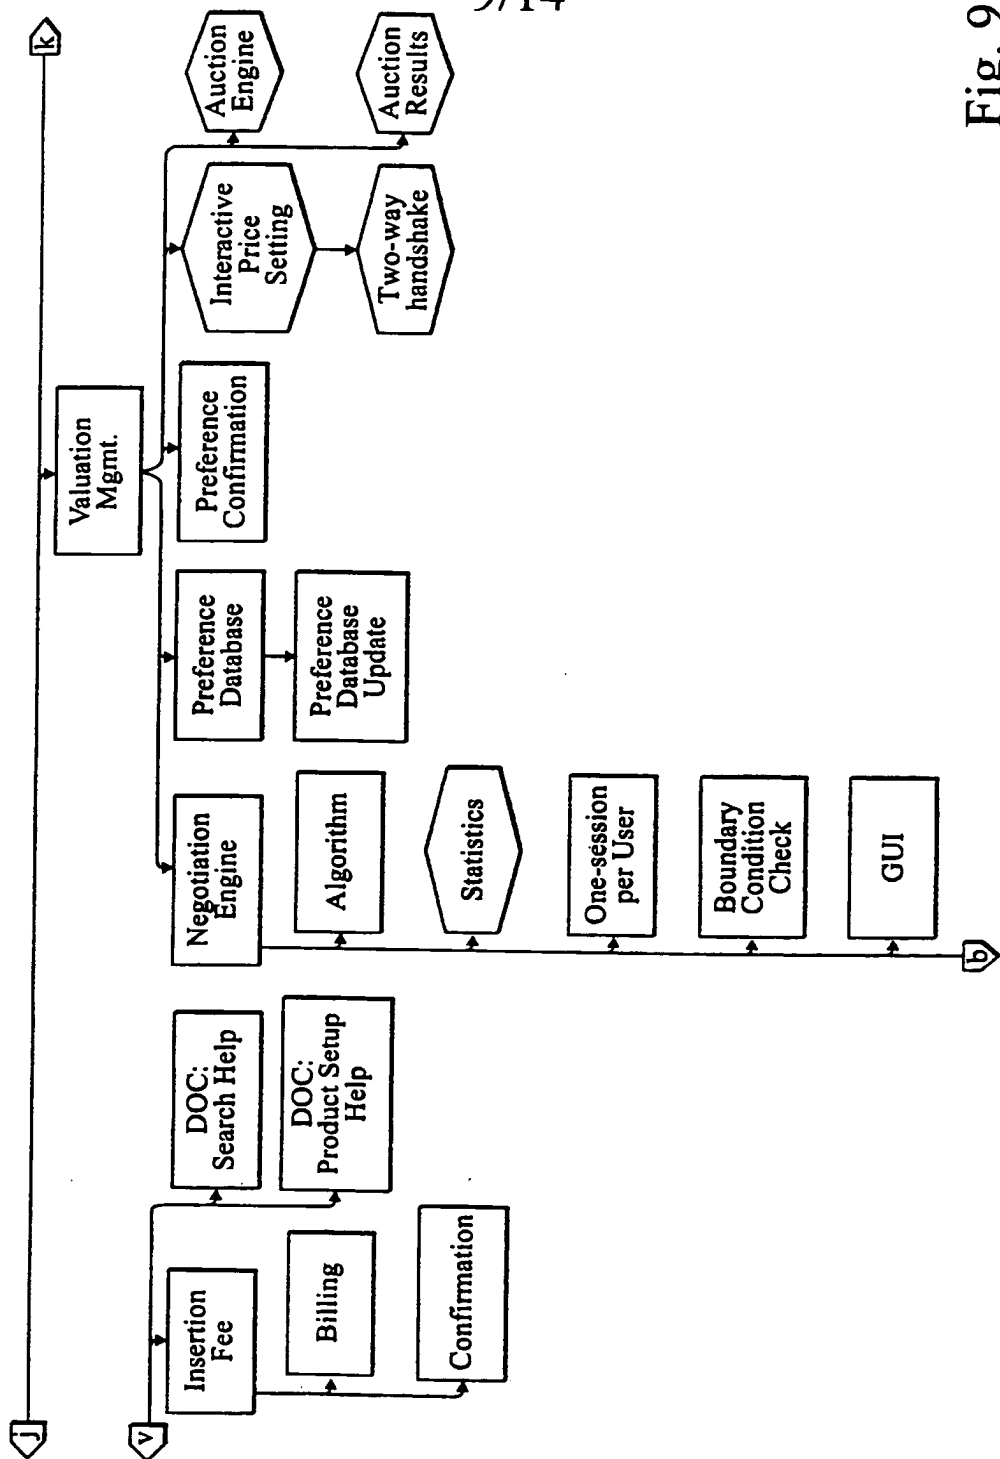 9/14
j
k
Valuation
Mgmt.
v
Insertion
Fee
Billing
Confirmation
DOC:
Search Help
DOC:
Product Setup
Help
Negotiation
Engine
Algorithm
Statistics
One-session
per User
Boundary
Condition
Check
GUI
b
Preference
Database
Preference
Database
Update
Preference
Confirmation
Interactive
Price
Setting
Two-way
handshake
Auction
Engine
Auction
Results
Fig. 9